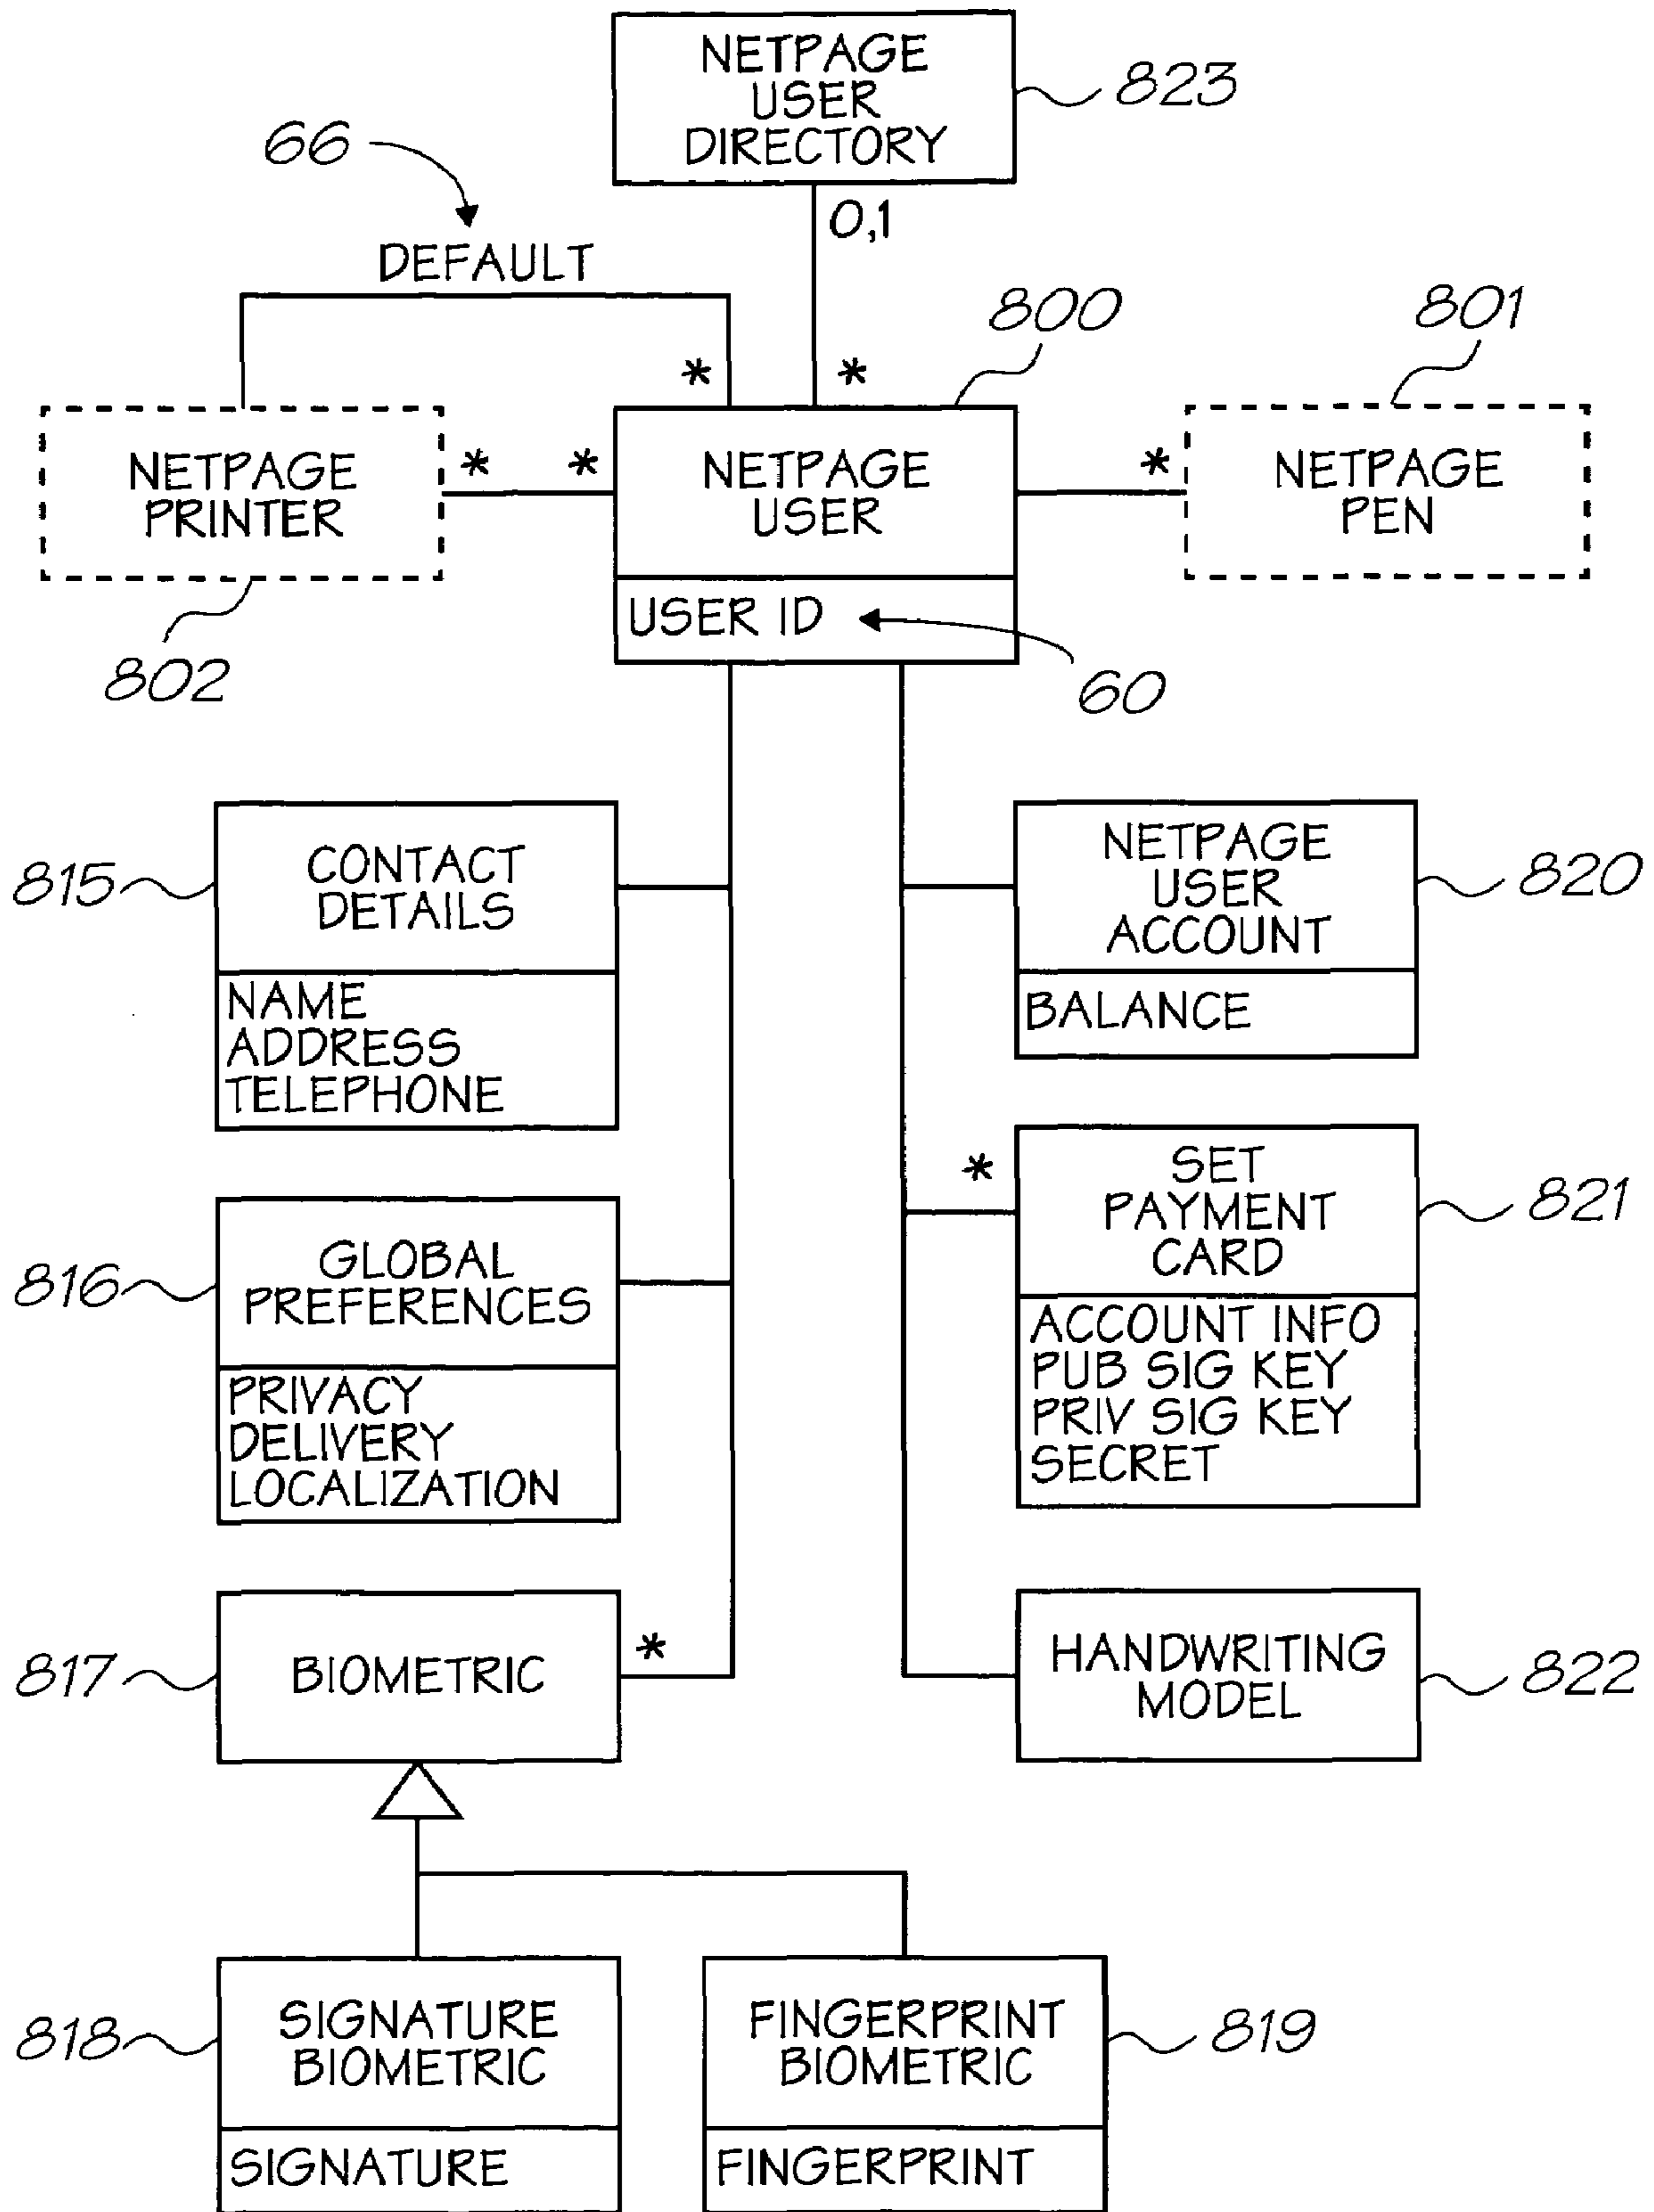 NETPAGE
USER
DIRECTORY
823
66
0,1
DEFAULT
800
801
*
*
NETPAGE
PRINTER
*
*
NETPAGE
USER
*
NETPAGE
PEN
USER ID
802
60
815
CONTACT
DETAILS
NAME
ADDRESS
TELEPHONE
NETPAGE
USER
ACCOUNT
820
BALANCE
816
GLOBAL
PREFERENCES
PRIVACY
DELIVERY
LOCALIZATION
*
SET
PAYMENT
CARD
821
ACCOUNT INFO
PUB SIG KEY
PRIV SIG KEY
SECRET
817
BIOMETRIC
*
HANDWRITING
MODEL
822
818
SIGNATURE
BIOMETRIC
SIGNATURE
FINGERPRINT
BIOMETRIC
819
FINGERPRINT